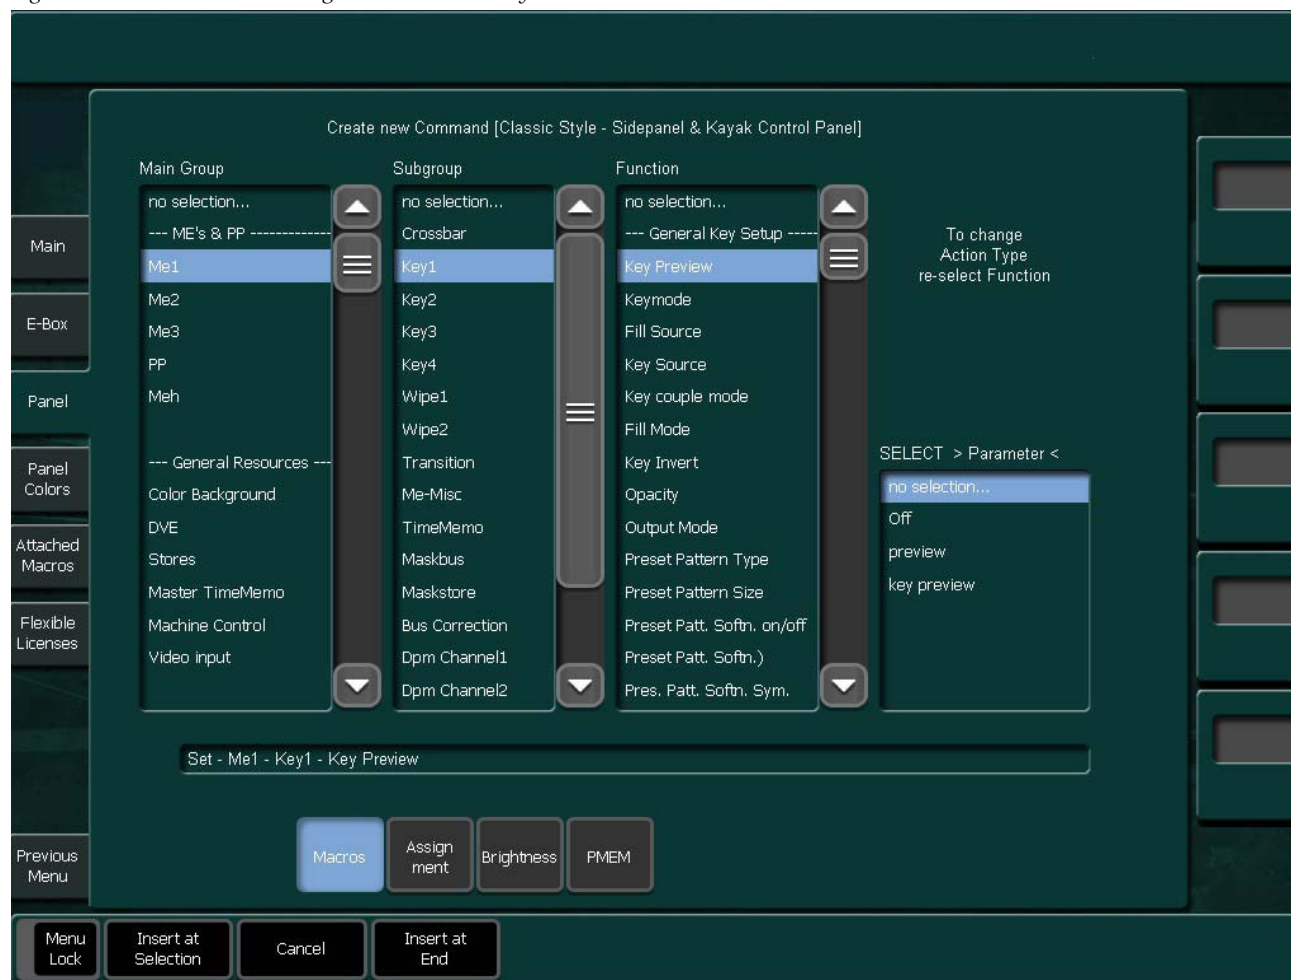 Create new Command [Classic Style - Sidepanel & Kayak Control Panel]
Main Group
no selection...
--- ME's & PP -------------
Me1
Me2
Me3
PP
Meh
--- General Resources ---
Color Background
DVE
Stores
Master TimeMemo
Machine Control
Video input
Subgroup
no selection...
Crossbar
Key1
Key2
Key3
Key4
Wipe1
Wipe2
Transition
Me-Misc
TimeMemo
Maskbus
Maskstore
Bus Correction
Dpm Channel1
Dpm Channel2
Function
no selection...
--- General Key Setup -----
Key Preview
Keymode
Fill Source
Key Source
Key couple mode
Fill Mode
Key Invert
Opacity
Output Mode
Preset Pattern Type
Preset Pattern Size
Preset Patt. Softn. on/off
Preset Patt. Softn.)
Pres. Patt. Softn. Sym.
To change
Action Type
re-select Function
SELECT > Parameter <
no selection...
Off
preview
key preview
Set - Me1 - Key1 - Key Preview
Macros
Assign
ment
Brightness
PMEM
Main
E-Box
Panel
Panel
Colors
Attached
Macros
Flexible
Licenses
Previous
Menu
Menu
Lock
Insert at
Selection
Cancel
Insert at
End